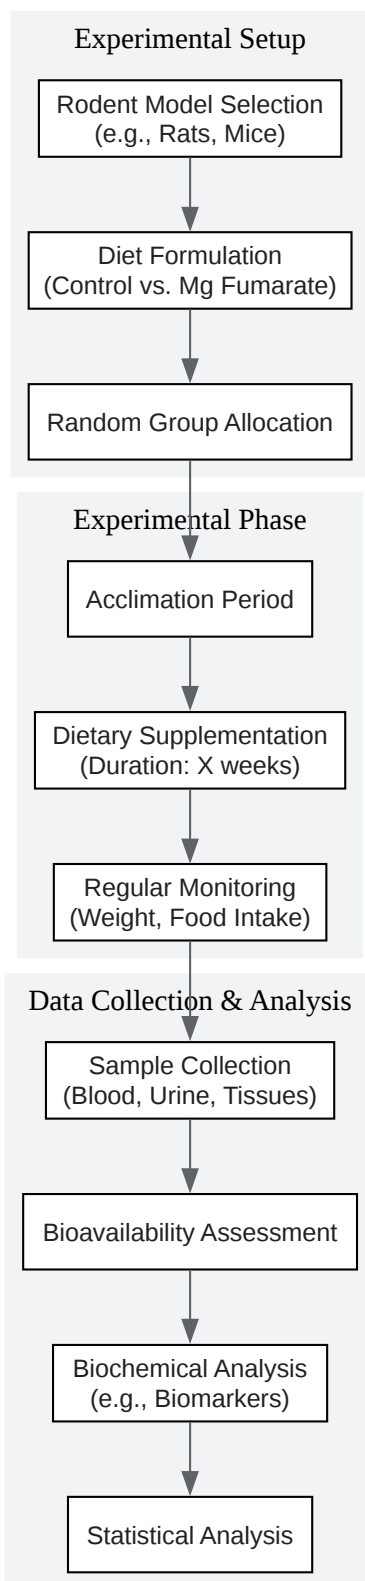 Experimental Setup
Rodent Model Selection
(e.g., Rats, Mice)
Diet Formulation
(Control vs. Mg Fumarate)
Random Group Allocation
Experimental Phase
Acclimation Period
Dietary Supplementation
(Duration: X weeks)
Regular Monitoring
(Weight, Food Intake)
Data Collection & Analysis
Sample Collection
(Blood, Urine, Tissues)
Bioavailability Assessment
Biochemical Analysis
(e.g., Biomarkers)
Statistical Analysis